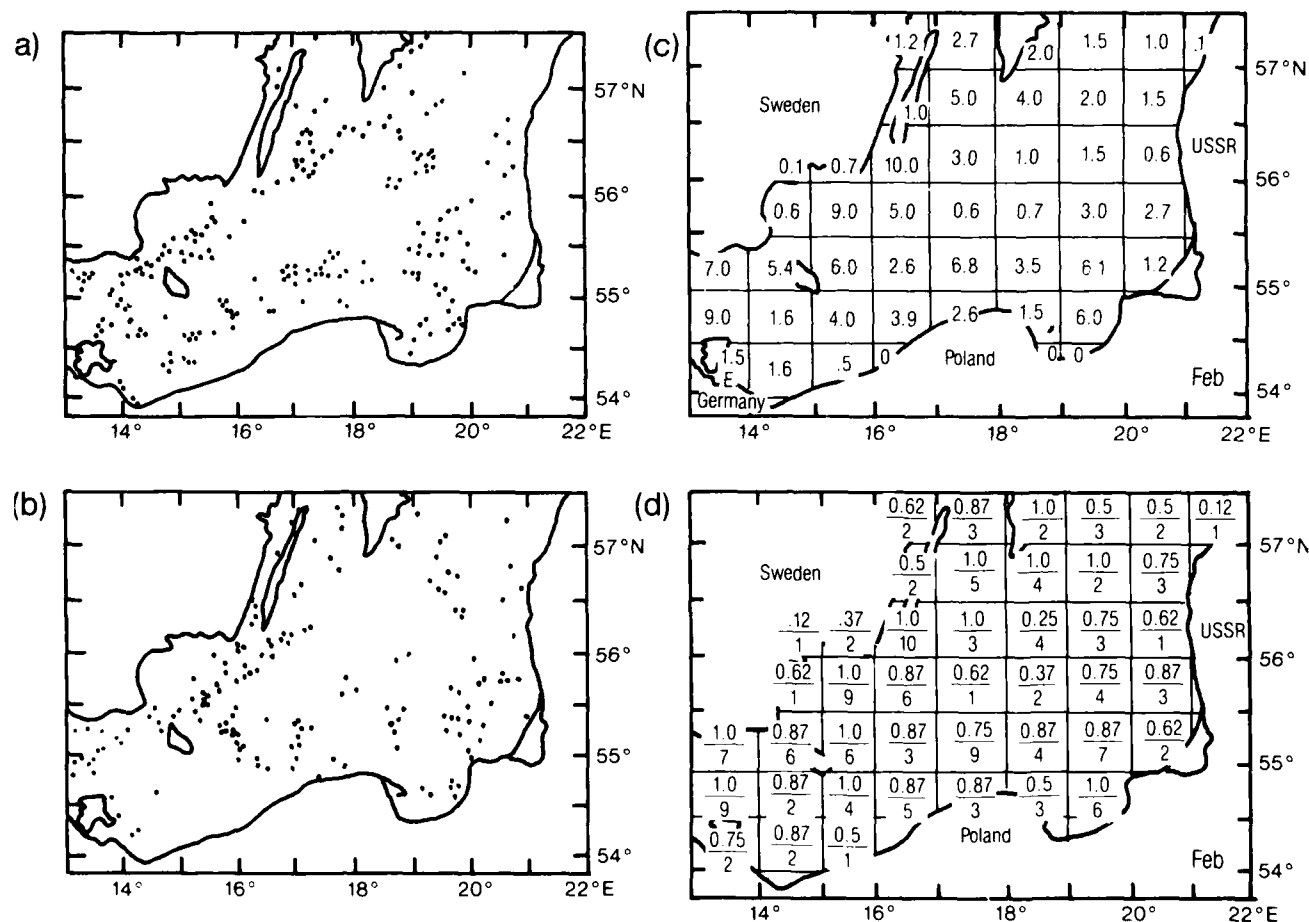 a)
57°N
56°
55°
54°
14° 16° 18° 20° 22°E
(b)
57°N
56°
55°
54°
14° 16° 18° 20° 22°E
(c)
1.2 2.7 2.0 1.5 1.0 .1
57°N
Sweden 1.0 5.0 4.0 2.0 1.5
USSR
0.1 0.7 10.0 3.0 1.0 1.5 0.6
56°
0.6 9.0 5.0 0.6 0.7 3.0 2.7
7.0 5.4 6.0 2.6 6.8 3.5 6.1 1.2
55°
9.0 1.6 4.0 3.9 2.6 1.5 6.0
1.5 1.6 .5 0 Poland 0 0
E
Germany
Feb
54°
14° 16° 18° 20° 22°E
(d)
0.62 0.87 1.0 0.5 0.5 0.12
2 3 2 3 2 1
57°N
Sweden
0.5 1.0 1.0 1.0 0.75
2 5 4 2 3
.12 .37 1.0 1.0 0.25 0.75 0.62
1 2 10 3 4 3 1
USSR
56°
0.62 1.0 0.87 0.62 0.37 0.75 0.87
1 9 6 1 2 4 3
1.0 0.87 1.0 0.87 0.75 0.87 0.87 0.62
7 6 6 3 9 4 7 2
55°
1.0 0.87 1.0 0.87 0.87 0.5 1.0
9 2 4 5 3 3 6
0.75 0.87 0.5 Poland
2 2 1
Feb
54°
14° 16° 18° 20° 22°E